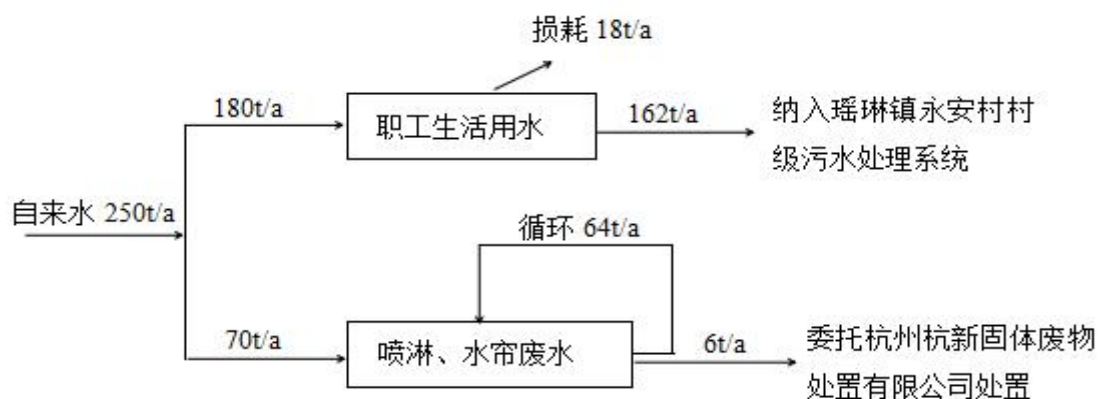 损耗 18t/a
180t/a
职工生活用水
162t/a
纳入瑶琳镇永安村村
级污水处理系统
自来水 250t/a
循环 64t/a
70t/a
喷淋、水帘废水
6t/a
委托杭州杭新固体废物
处置有限公司处置